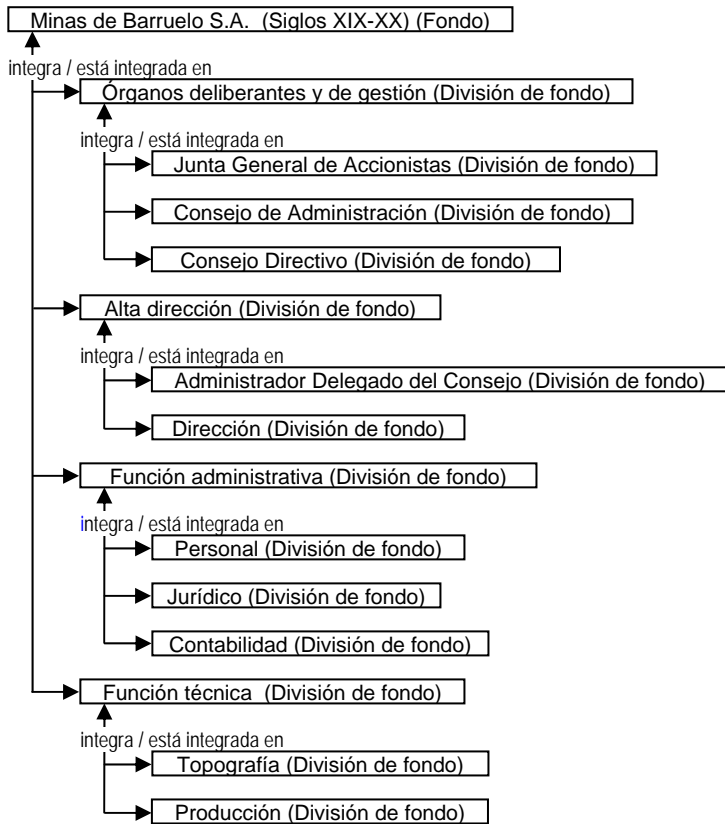 Minas de Barruelo S.A. (Siglos XIX-XX) (Fondo)
integra / está integrada en
Órganos deliberantes y de gestión (División de fondo)
integra / está integrada en
Junta General de Accionistas (División de fondo)
Consejo de Administración (División de fondo)
Consejo Directivo (División de fondo)
Alta dirección (División de fondo)
integra / está integrada en
Administrador Delegado del Consejo (División de fondo)
Dirección (División de fondo)
Función administrativa (División de fondo)
integra / está integrada en
Personal (División de fondo)
Jurídico (División de fondo)
Contabilidad (División de fondo)
Función técnica (División de fondo)
integra / está integrada en
Topografía (División de fondo)
Producción (División de fondo)